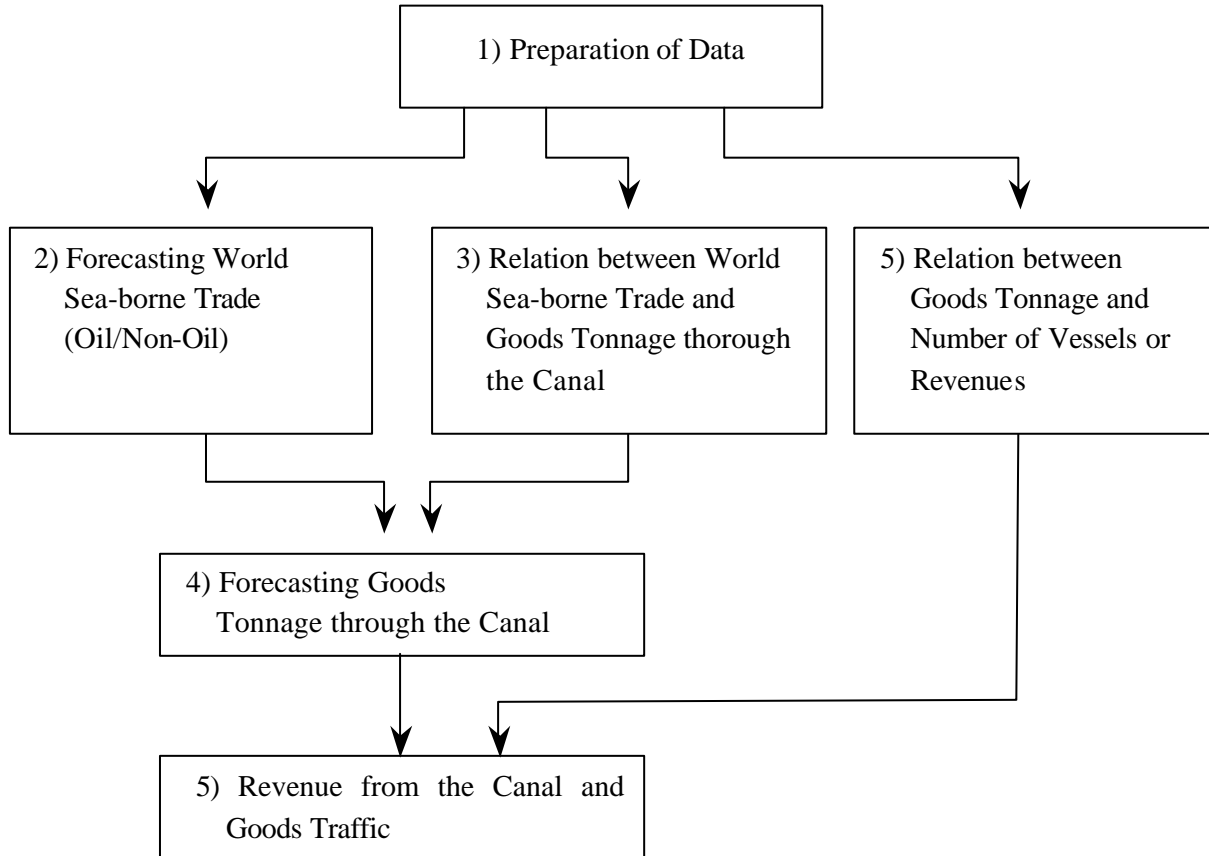 1) Preparation of Data
2) Forecasting World
Sea-borne Trade
(Oil/Non-Oil)
3) Relation between World
Sea-borne Trade and
Goods Tonnage thorough
the Canal
5) Relation between
Goods Tonnage and
Number of Vessels or
Revenues
4) Forecasting Goods
Tonnage through the Canal
5) Revenue from the Canal and
Goods Traffic